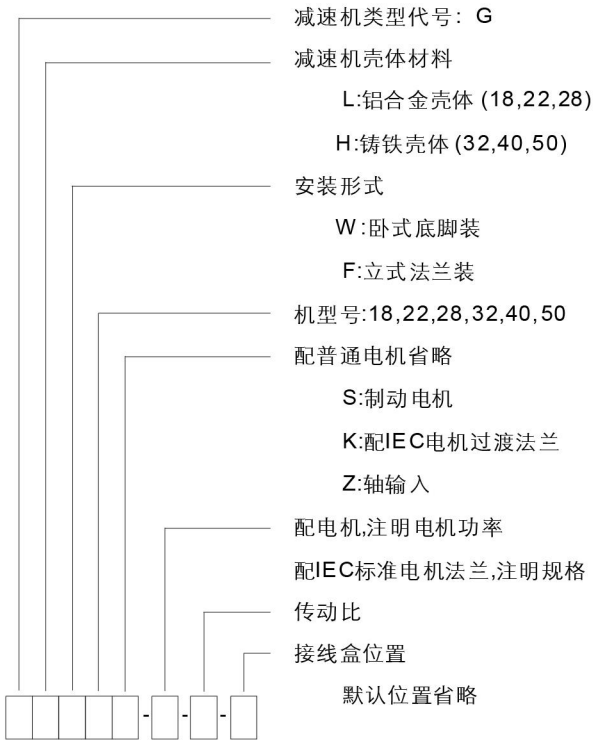 减速机类型代号: G
减速机壳体材料
L:铝合金壳体 (18,22,28)
H:铸铁壳体 (32,40,50)
安装形式
W:卧式底脚装
F:立式法兰装
机型号:18,22,28,32,40,50
配普通电机省略
S:制动电机
K:配IEC电机过渡法兰
Z:轴输入
配电机,注明电机功率
配IEC标准电机法兰,注明规格
传动比
接线盒位置
默认位置省略
- - -